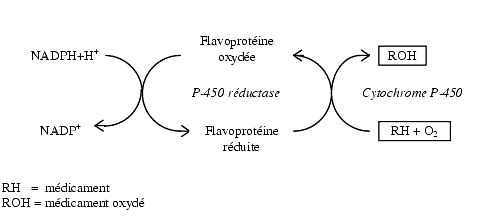 Flavoprotéine
oxydée
NADPH+H+
ROH
P-450 réductase
Cytochrome P-450
NADP+
Flavoprotéine
réduite
RH + O2
RH = médicament
ROH = médicament oxydé